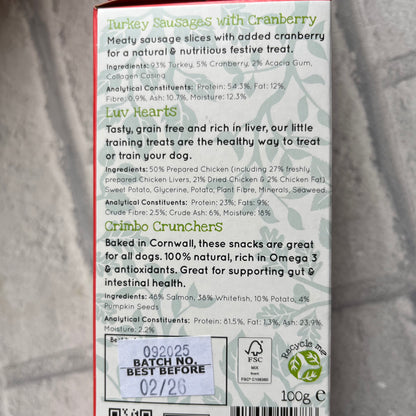 Turkey Sausages with Cranberry
Meaty sausage slices with added cranberry
for a natural & nutritious festive treat.
Ingredients: 93% Turkey, 5% Cranberry, 2% Acacia Gum,
Collagen Casing
Analytical Constituents: Protein: 54.3%, Fat: 12%,
Fibre: 0.9%, Ash: 10.7%, Moisture: 12.3%
Luv Hearts
Tasty, grain free and rich in liver, our little
training treats are the healthy way to treat
or train your dog.
Ingredients: 50% Prepared Chicken (including 27% freshly
prepared Chicken Livers, 21% Dried Chicken & 2% Chicken Fat)
Sweet Potato, Glycerine, Potato, Plant Fibre, Minerals, Seaweed,
Analytical Constituents: Protein: 23%; Fats: 9%;
Crude Fibre: 2.5%; Crude Ash: 6%, Moisture: 18%
Crimbo Crunchers
Baked in Cornwall, these snacks are great
for all dogs. 100% natural, rich in Omega 3
& antioxidants. Great for supporting gut &
intestinal health.
Ingredients: 48% Salmon, 38% Whitefish, 10% Potato, 4%
Pumpkin Seeds
Analytical Constituents: Protein: 81.5%, Fat: 1.3%, Ash: 23.9%
Moisture: 2.2%
092025
BATCH NO.
BEST BEFORE
02/26
FSC
MIX
Board
Recycle me
100g